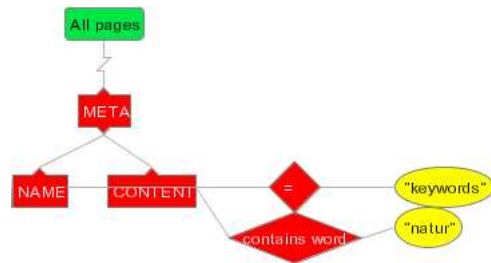 All pages
META
NAME
CONTENT
=
"keywords"
contains word
"natur"